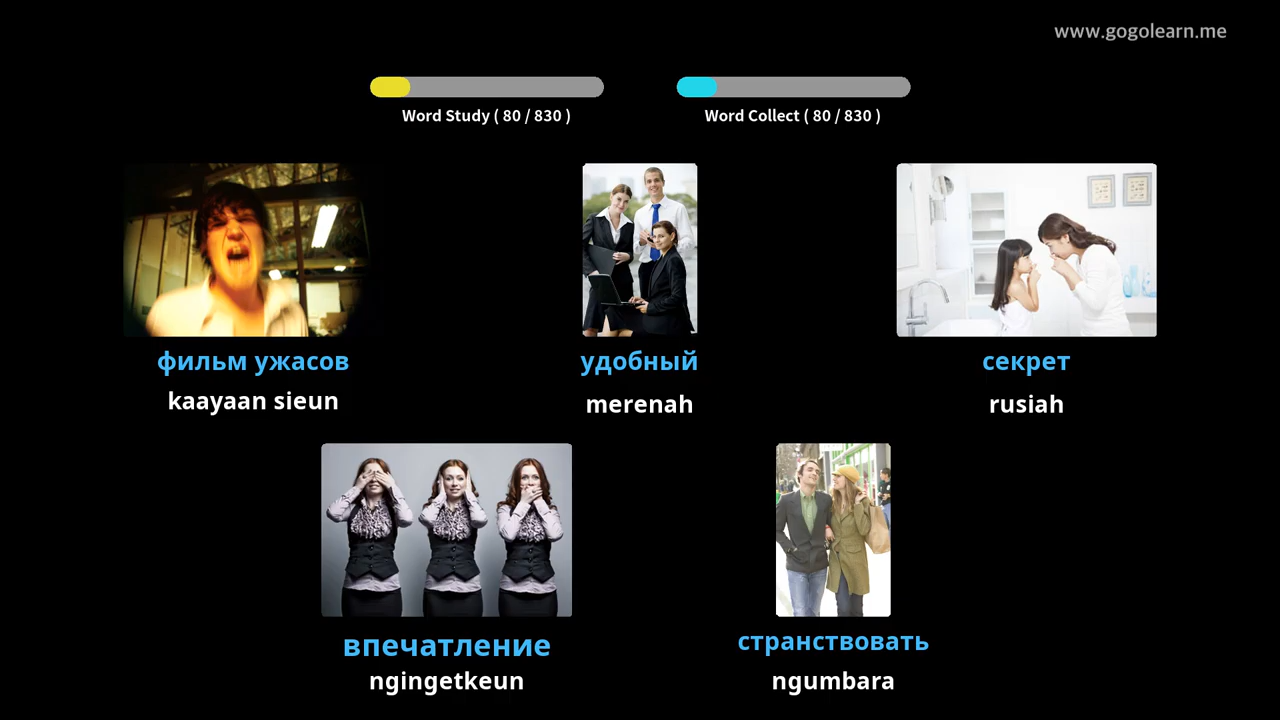 www.gogolearn.me
Word Study ( 80 / 830 )
Word Collect ( 80 / 830 )
фильм ужасов
kaayaan sieun
удобный
merenah
секрет
rusiah
впечатление
ngingetkeun
странствовать
ngumbara